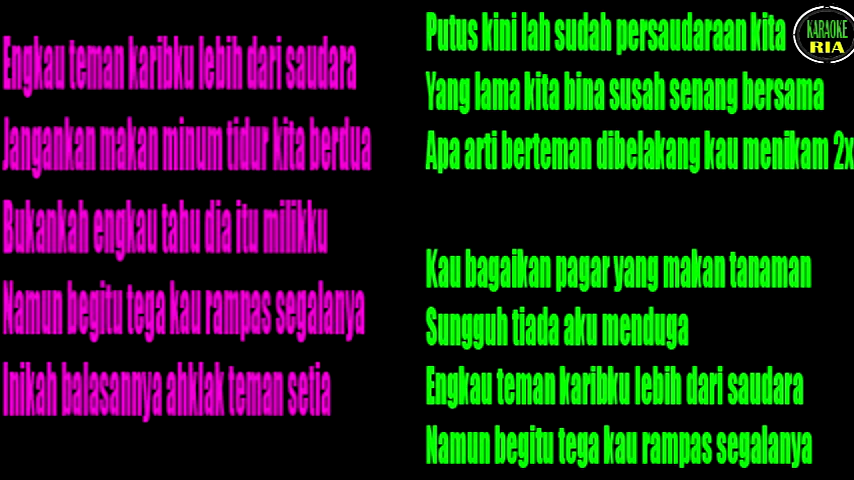 Engkau teman karibku lebih dari saudara
Jangankan makan minum tidur kita berdua
Bukankah engkau tahu dia itu milikku
Namun begitu tega kau rampas segalanya
Inikah balasannya ahklak teman setia
Putus kini lah sudah persaudaraan kita
Yang lama kita bina susah senang bersama
Apa arti berteman dibelakang kau menikam 2x
Kau bagaikan pagar yang makan tanaman
Sungguh tiada aku menduga
Engkau teman karibku lebih dari saudara
Namun begitu tega kau rampas segalanya
KARAOKE
RIA